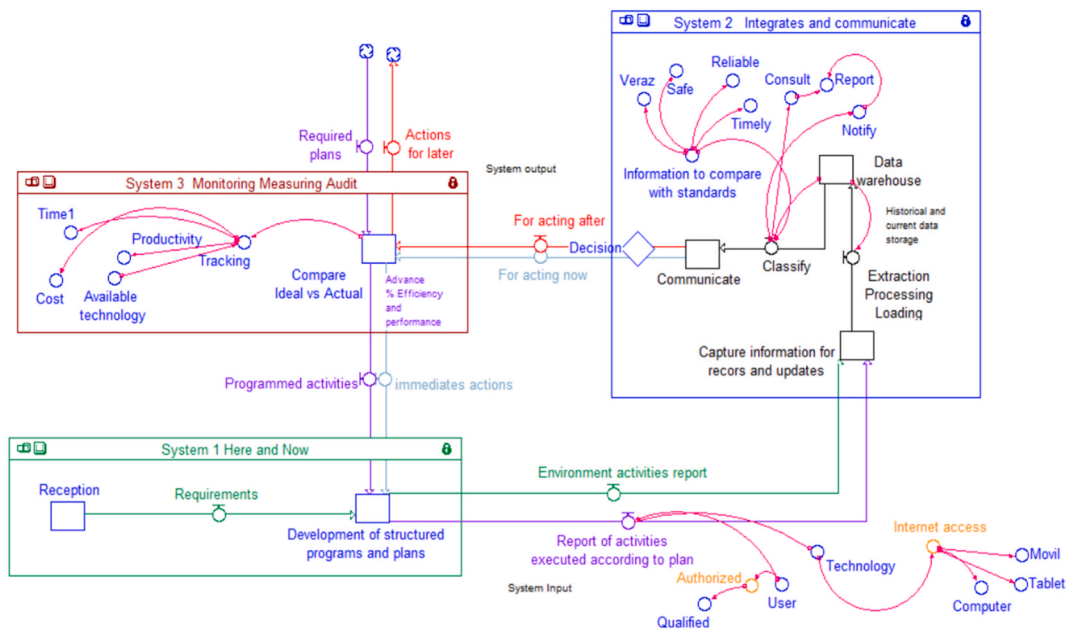 System 2 Integrates and communicate
Veraz
Safe
Reliable
Timely
Consult
Report
Notify
Information to compare
with standards
Data
warehouse
Historical and
current data
storage
Required
plans
Actions
for later
System output
System 3 Monitoring Measuring Audit
Time1
Productivity
Tracking
Cost
Available
technology
Compare
Ideal vs Actual
Advance
% Efficiency
and
performance
For acting after
Decision
For acting now
Communicate
Classify
Extraction
Processing
Loading
Capture information for
recors and updates
Programmed activities
immediates actions
System 1 Here and Now
Reception
Requirements
Development of structured
programs and plans
Environment activities report
Report of activities
executed according to plan
System Input
Internet access
Technology
Movil
Tablet
Computer
Authorized
User
Qualified